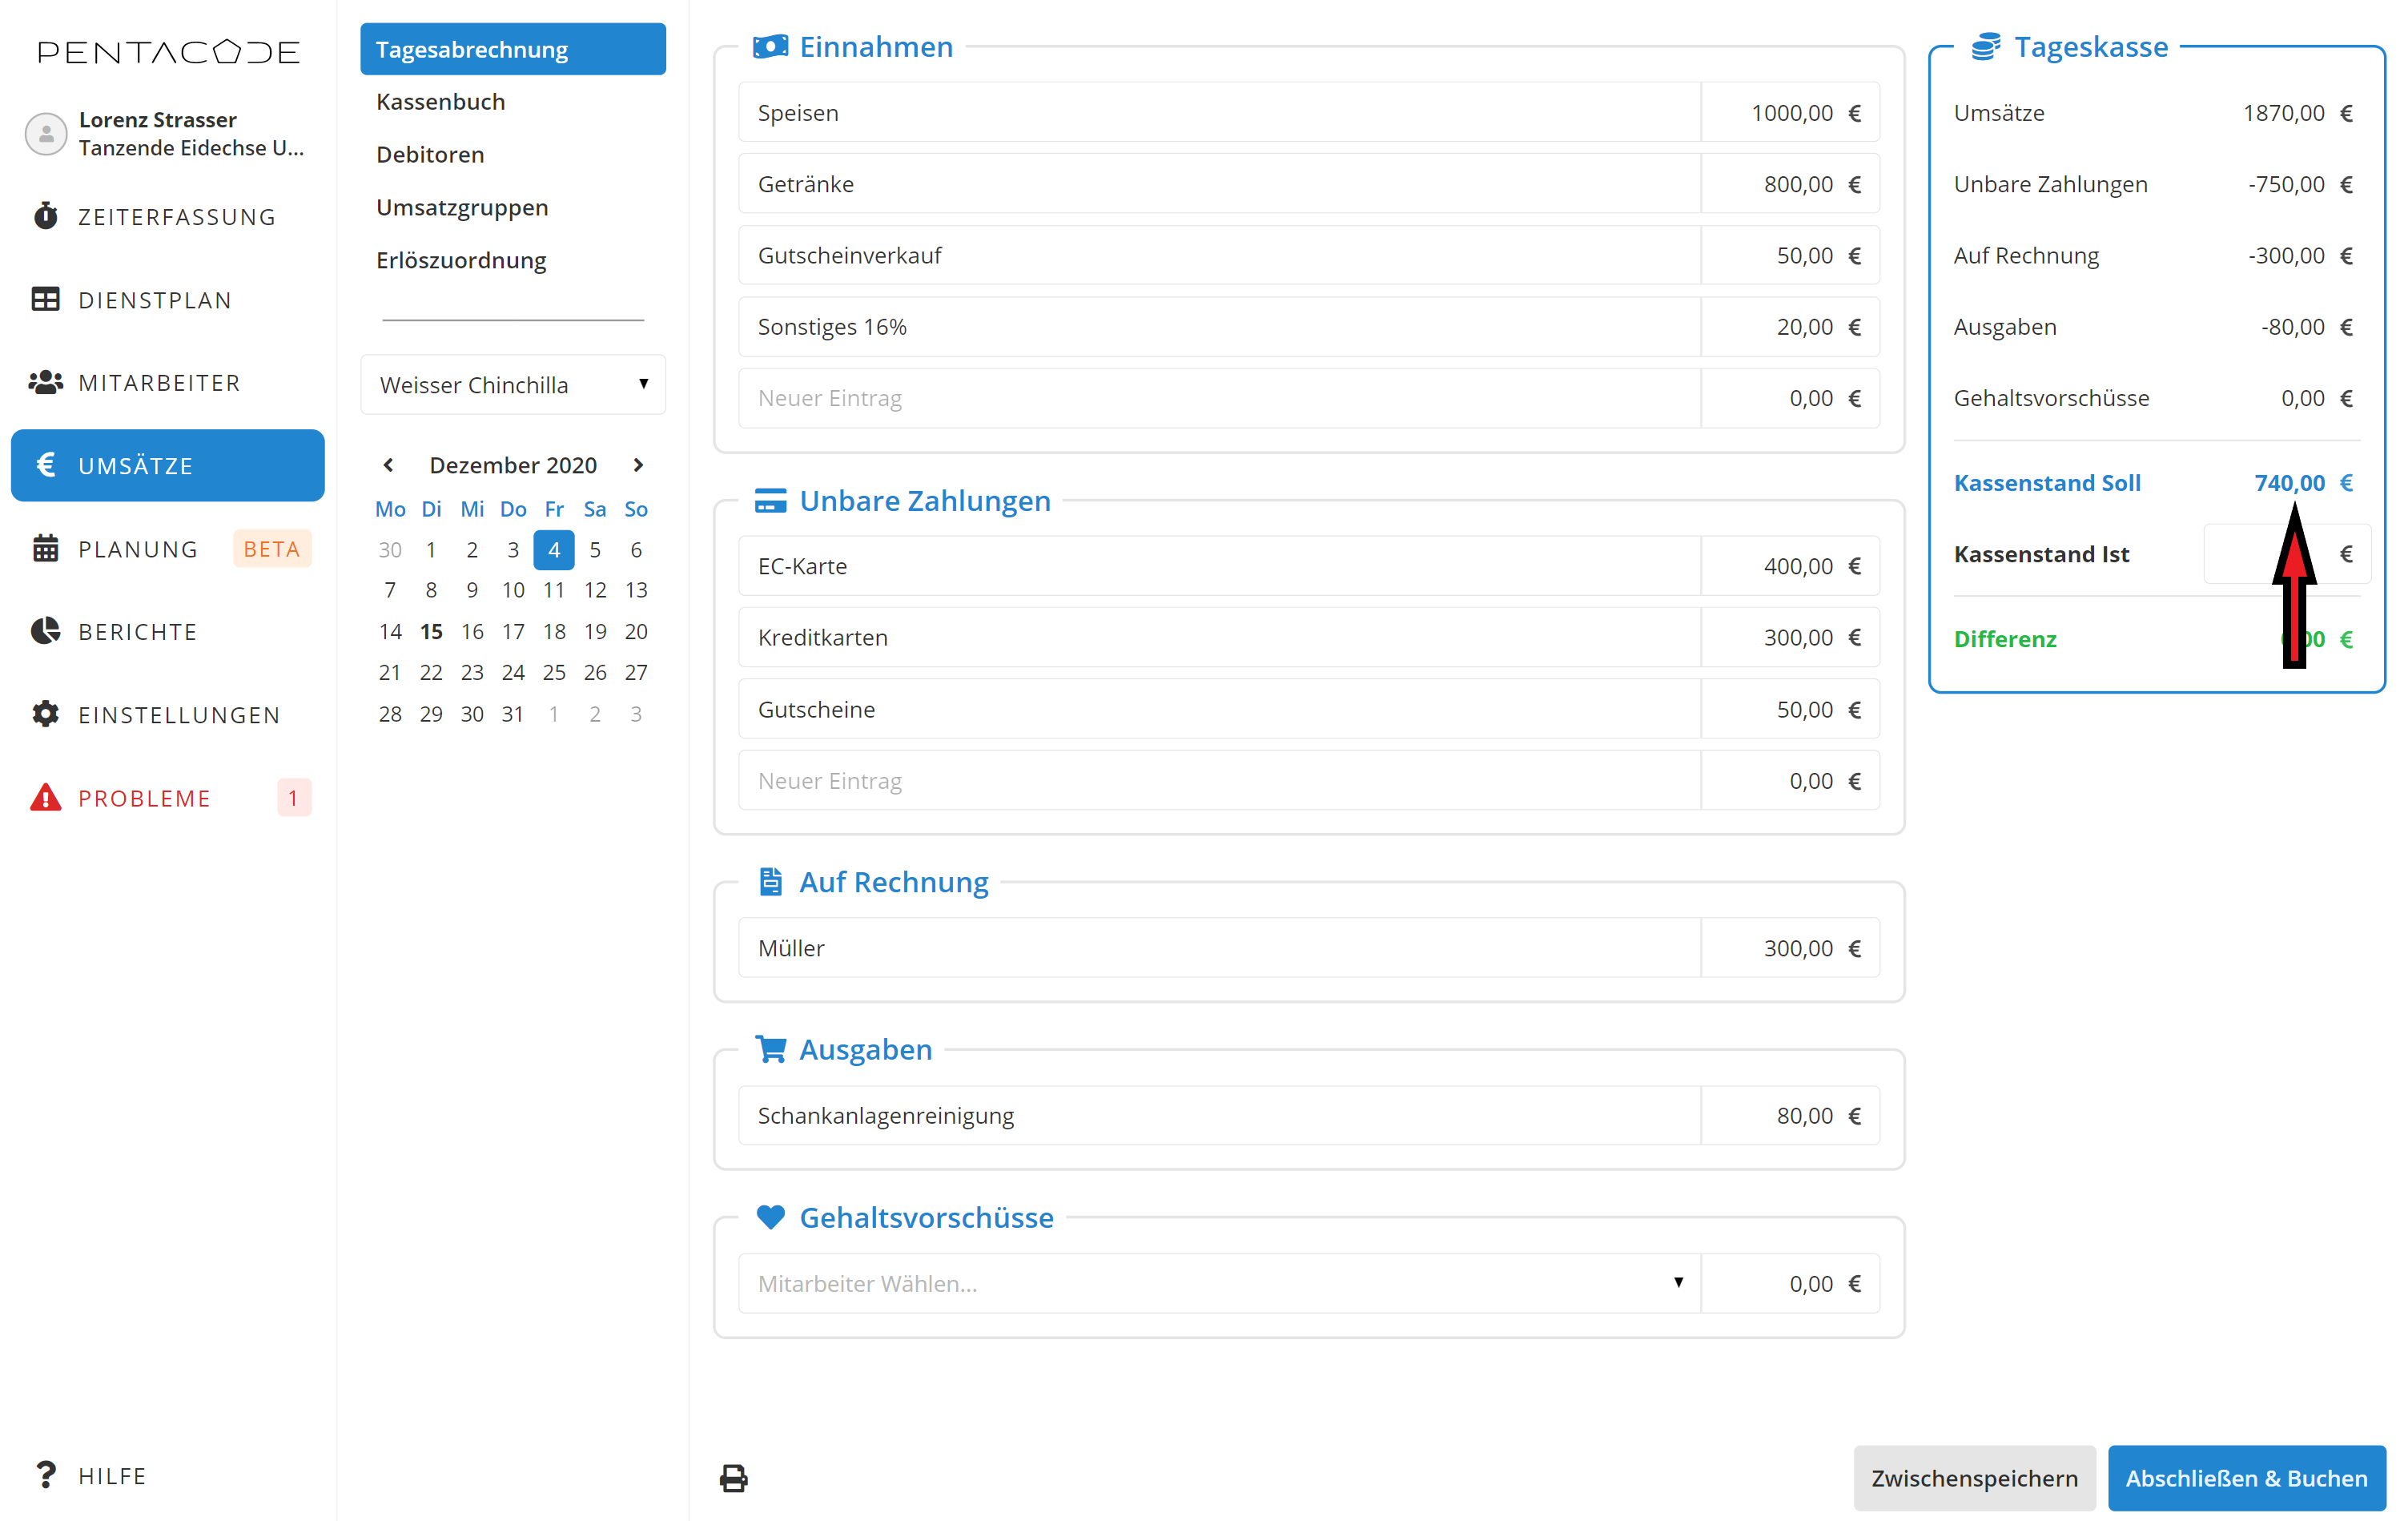 PENTACODE
Lorenz Strasser
Tanzende Eidechse U...
ZEITERFASSUNG
DIENSTPLAN
MITARBEITER
€ UMSÄTZE
PLANUNG BETA
BERICHTE
EINSTELLUNGEN
PROBLEME 1
? HILFE
Tagesabrechnung
Kassenbuch
Debitoren
Umsatzgruppen
Erlöszuordnung
Weisser Chinchilla
Dezember 2020
Mo Di Mi Do Fr Sa So
30 1 2 3 4 5 6
7 8 9 10 11 12 13
14 15 16 17 18 19 20
21 22 23 24 25 26 27
28 29 30 31 1 2 3
Einnahmen
Speisen 1000,00 €
Getränke 800,00 €
Gutscheinverkauf 50,00 €
Sonstiges 16% 20,00 €
Neuer Eintrag 0,00 €
Unbare Zahlungen
EC-Karte 400,00 €
Kreditkarten 300,00 €
Gutscheine 50,00 €
Neuer Eintrag 0,00 €
Auf Rechnung
Müller 300,00 €
Ausgaben
Schankanlagenreinigung 80,00 €
Gehaltsvorschüsse
Mitarbeiter Wählen... 0,00 €
Tageskasse
Umsätze 1870,00 €
Unbare Zahlungen -750,00 €
Auf Rechnung -300,00 €
Ausgaben -80,00 €
Gehaltsvorschüsse 0,00 €
Kassenstand Soll 740,00 €
Kassenstand Ist €
Differenz €
Zwischenspeichern
Abschließen & Buchen